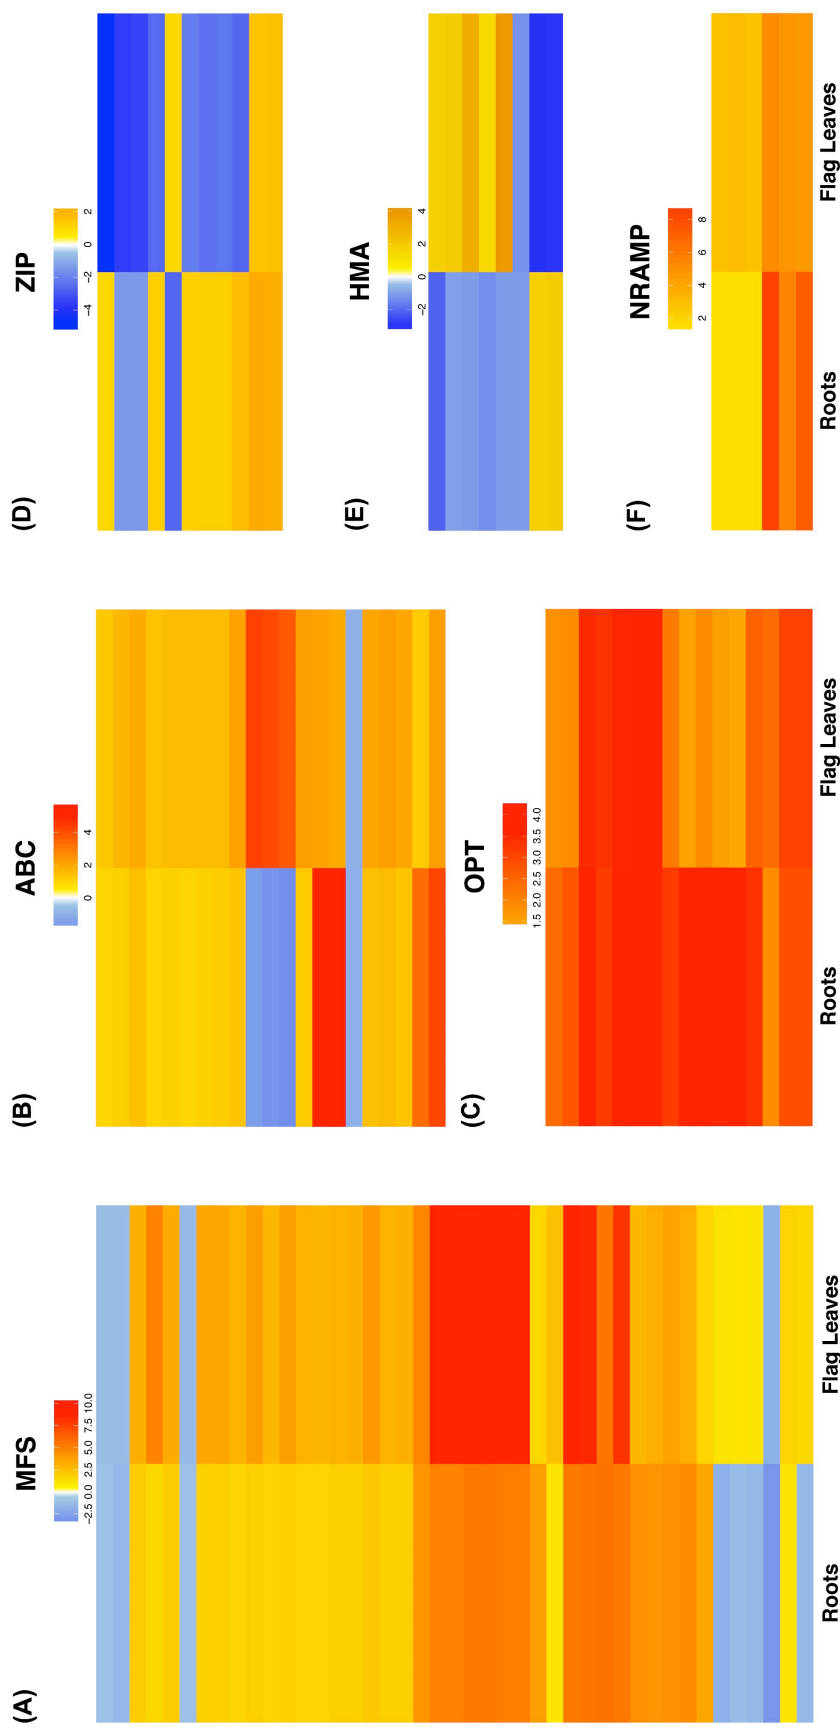 (A)
MFS
−2.5 0.0 2.5 5.0 7.5 10.0
Roots Flag Leaves
(B)
ABC
0 2 4
(C)
OPT
1.5 2.0 2.5 3.0 3.5 4.0
Roots Flag Leaves
(D)
ZIP
−4 −2 0 2
(E)
HMA
−2 0 2 4
(F)
NRAMP
2 4 6 8
Roots Flag Leaves